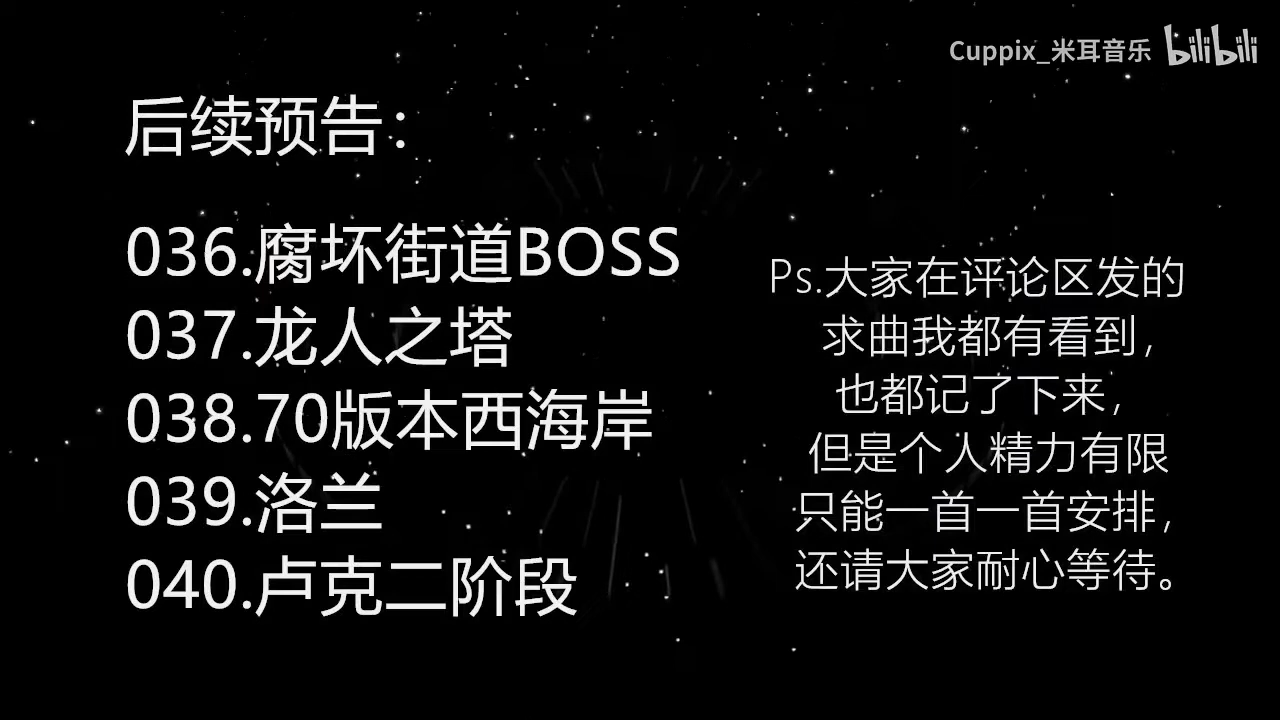 Cuppix_米耳音乐 bilibili
后续预告：
036.腐坏街道BOSS
037.龙人之塔
038.70版本西海岸
039.洛兰
040.卢克二阶段
Ps.大家在评论区发的
求曲我都有看到，
也都记了下来，
但是个人精力有限
只能一首一首安排，
还请大家耐心等待。